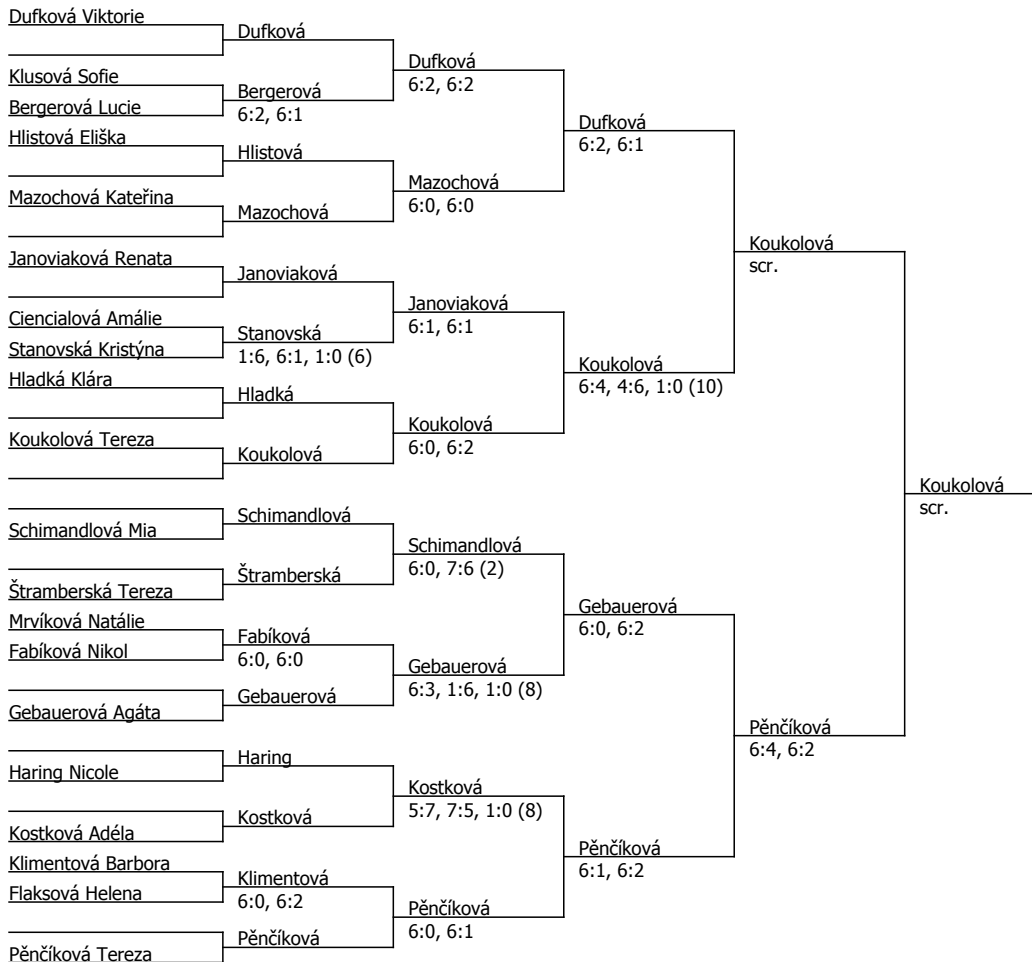 Dufková Viktorie
Klusová Sofie
Bergerová Lucie
Hlistová Eliška
Mazochová Kateřina
Janoviaková Renata
Ciencialová Amálie
Stanovská Kristýna
Hladká Klára
Koukolová Tereza
Schimandlová Mia
Štramberská Tereza
Mrvíková Natálie
Fabíková Nikol
Gebauerová Agáta
Haring Nicole
Kostková Adéla
Klimentová Barbora
Flaksová Helena
Pěnčíková Tereza
Dufková
Bergerová
6:2, 6:1
Hlistová
Mazochová
Janoviaková
Stanovská
1:6, 6:1, 1:0 (6)
Hladká
Koukolová
Schimandlová
Štramberská
Fabíková
6:0, 6:0
Gebauerová
Haring
Kostková
Klimentová
6:0, 6:2
Pěnčíková
Dufková
6:2, 6:2
Mazochová
6:0, 6:0
Janoviaková
6:1, 6:1
Koukolová
6:0, 6:2
Schimandlová
6:0, 7:6 (2)
Gebauerová
6:3, 1:6, 1:0 (8)
Kostková
5:7, 7:5, 1:0 (8)
Pěnčíková
6:0, 6:1
Dufková
6:2, 6:1
Koukolová
6:4, 4:6, 1:0 (10)
Gebauerová
6:0, 6:2
Pěnčíková
6:1, 6:2
Koukolová
scr.
Pěnčíková
6:4, 6:2
Koukolová
scr.